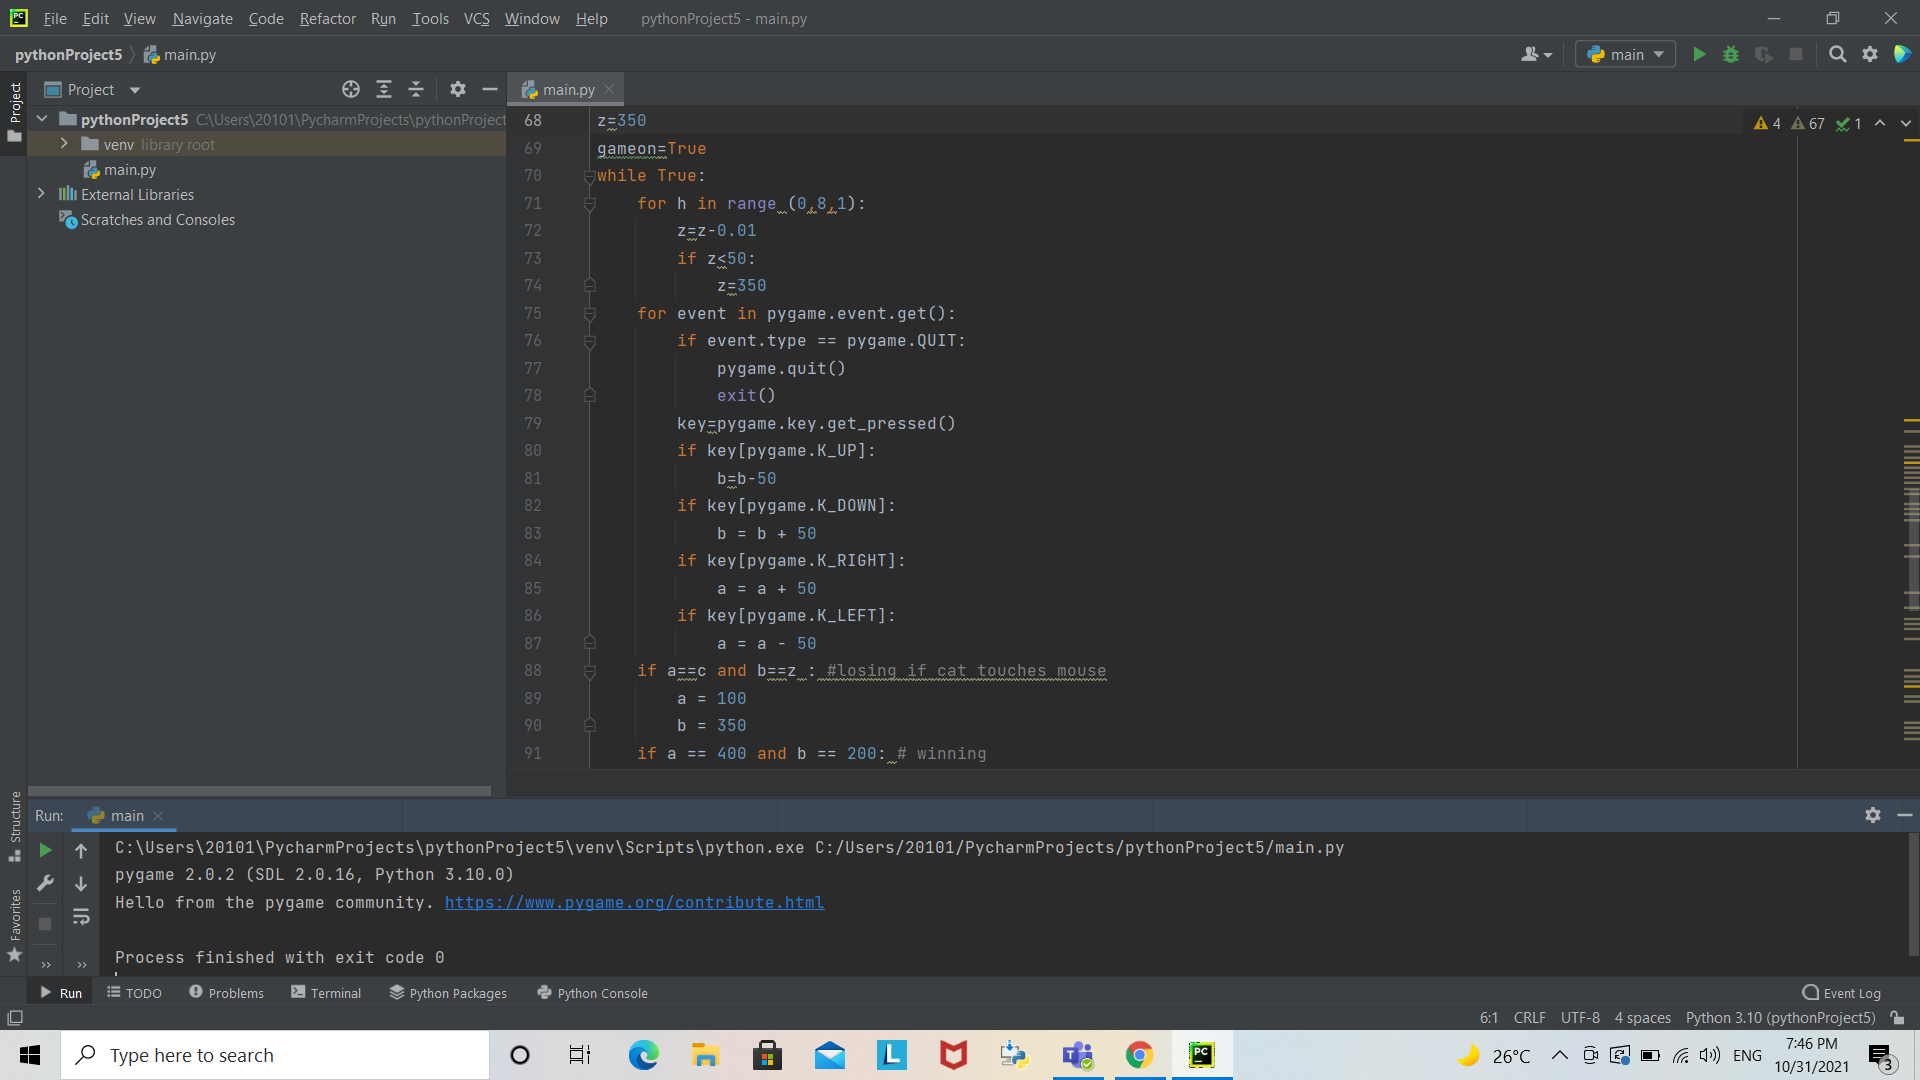 PC File Edit View Navigate Code Refactor Run Tools VCS Window Help pythonProject5 - main.py
pythonProject5 main.py main
Project main.py
Project
pythonProject5 C:\Users\20101\PycharmProjects\pythonProject
venv library root
main.py
External Libraries
Scratches and Consoles
4 67 1
68 z=350
69 gameon=True
70 while True:
71 for h in range (0,8,1):
72 z=z-0.01
73 if z<50:
74 z=350
75 for event in pygame.event.get():
76 if event.type == pygame.QUIT:
77 pygame.quit()
78 exit()
79 key=pygame.key.get_pressed()
80 if key[pygame.K_UP]:
81 b=b-50
82 if key[pygame.K_DOWN]:
83 b = b + 50
84 if key[pygame.K_RIGHT]:
85 a = a + 50
86 if key[pygame.K_LEFT]:
87 a = a - 50
88 if a==c and b==z : #losing if cat touches mouse
89 a = 100
90 b = 350
91 if a == 400 and b == 200: # winning
Structure
Favorites
Run: main
C:\Users\20101\PycharmProjects\pythonProject5\venv\Scripts\python.exe C:/Users/20101/PycharmProjects/pythonProject5/main.py
pygame 2.0.2 (SDL 2.0.16, Python 3.10.0)
Hello from the pygame community. https://www.pygame.org/contribute.html
Process finished with exit code 0
Run TODO Problems Terminal Python Packages Python Console Event Log
6:1 CRLF UTF-8 4 spaces Python 3.10 (pythonProject5)
Type here to search L PC 26°C ENG 7:46 PM
10/31/2021 3